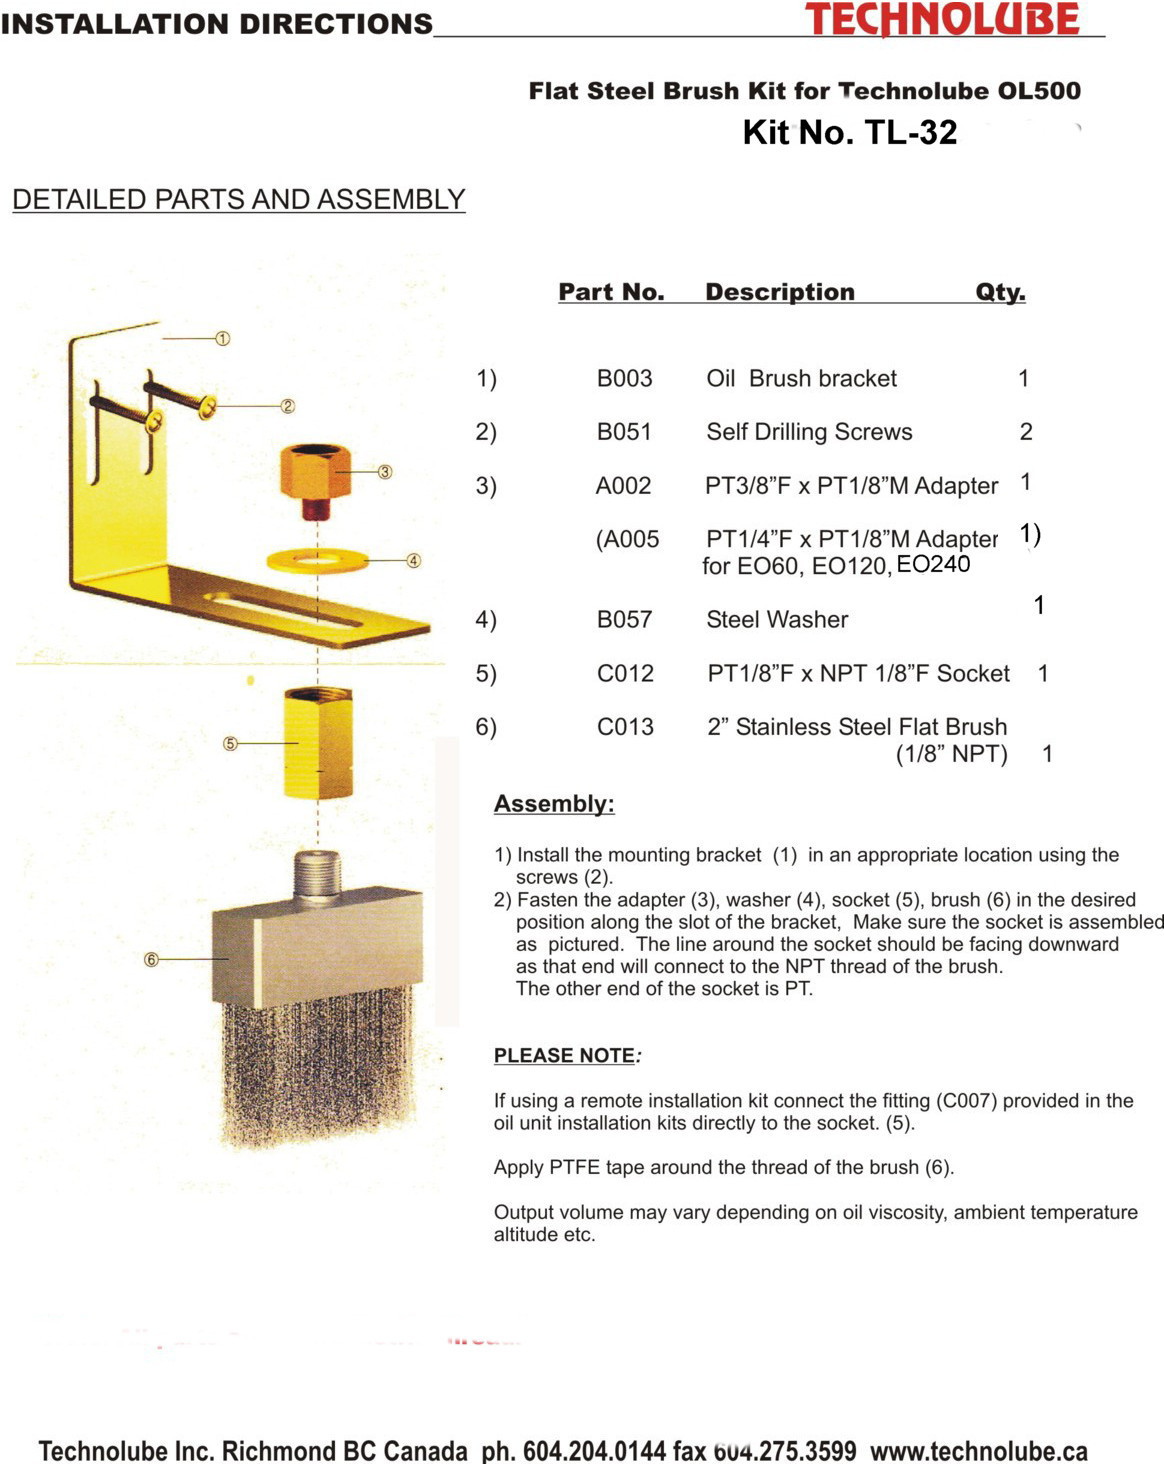 INSTALLATION DIRECTIONS
TECHNOLUBE
Flat Steel Brush Kit for Technolube OL500
Kit No. TL-32
DETAILED PARTS AND ASSEMBLY
Part No. Description Qty.
1) B003 Oil Brush bracket 1
2) B051 Self Drilling Screws 2
3) A002 PT3/8”F x PT1/8”M Adapter 1
(A005 PT1/4”F x PT1/8”M Adapter 1)
for EO60, EO120, EO240
4) B057 Steel Washer 1
5) C012 PT1/8”F x NPT 1/8”F Socket 1
6) C013 2” Stainless Steel Flat Brush
(1/8” NPT) 1
①
②
③
④
⑤
⑥
Assembly:
1) Install the mounting bracket (1) in an appropriate location using the
screws (2).
2) Fasten the adapter (3), washer (4), socket (5), brush (6) in the desired
position along the slot of the bracket, Make sure the socket is assembled
as pictured. The line around the socket should be facing downward
as that end will connect to the NPT thread of the brush.
The other end of the socket is PT.
PLEASE NOTE:
If using a remote installation kit connect the fitting (C007) provided in the
oil unit installation kits directly to the socket. (5).
Apply PTFE tape around the thread of the brush (6).
Output volume may vary depending on oil viscosity, ambient temperature
altitude etc.
Technolube Inc. Richmond BC Canada ph. 604.204.0144 fax 604.275.3599 www.technolube.ca